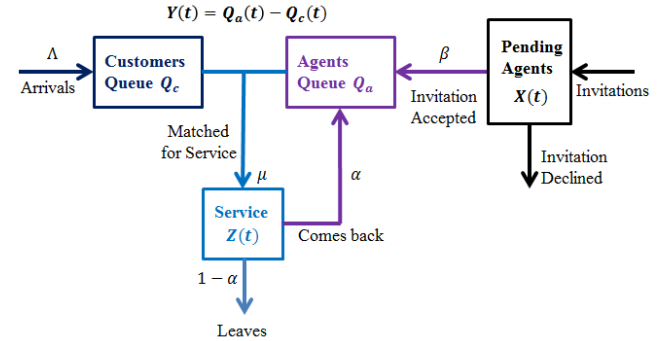 Y(t) = Q_a(t) − Q_c(t)
Λ
Arrivals
Customers
Queue Q_c
Agents
Queue Q_a
β
Invitation
Accepted
Pending
Agents
X(t)
Invitations
Invitation
Declined
Matched
for Service
μ
α
Service
Z(t)
Comes back
1 − α
Leaves